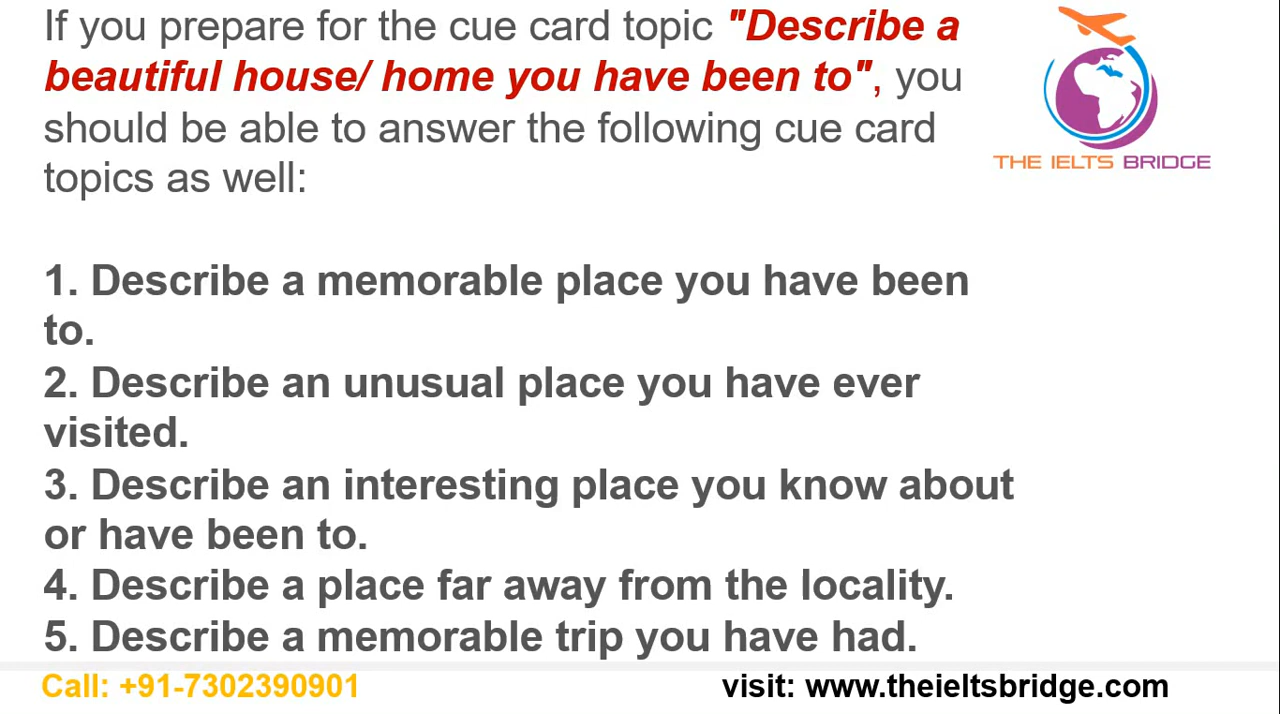 If you prepare for the cue card topic "Describe a
beautiful house/ home you have been to", you
should be able to answer the following cue card
topics as well:
THE IELTS BRIDGE
1. Describe a memorable place you have been
to.
2. Describe an unusual place you have ever
visited.
3. Describe an interesting place you know about
or have been to.
4. Describe a place far away from the locality.
5. Describe a memorable trip you have had.
Call: +91-7302390901
visit: www.theieltsbridge.com